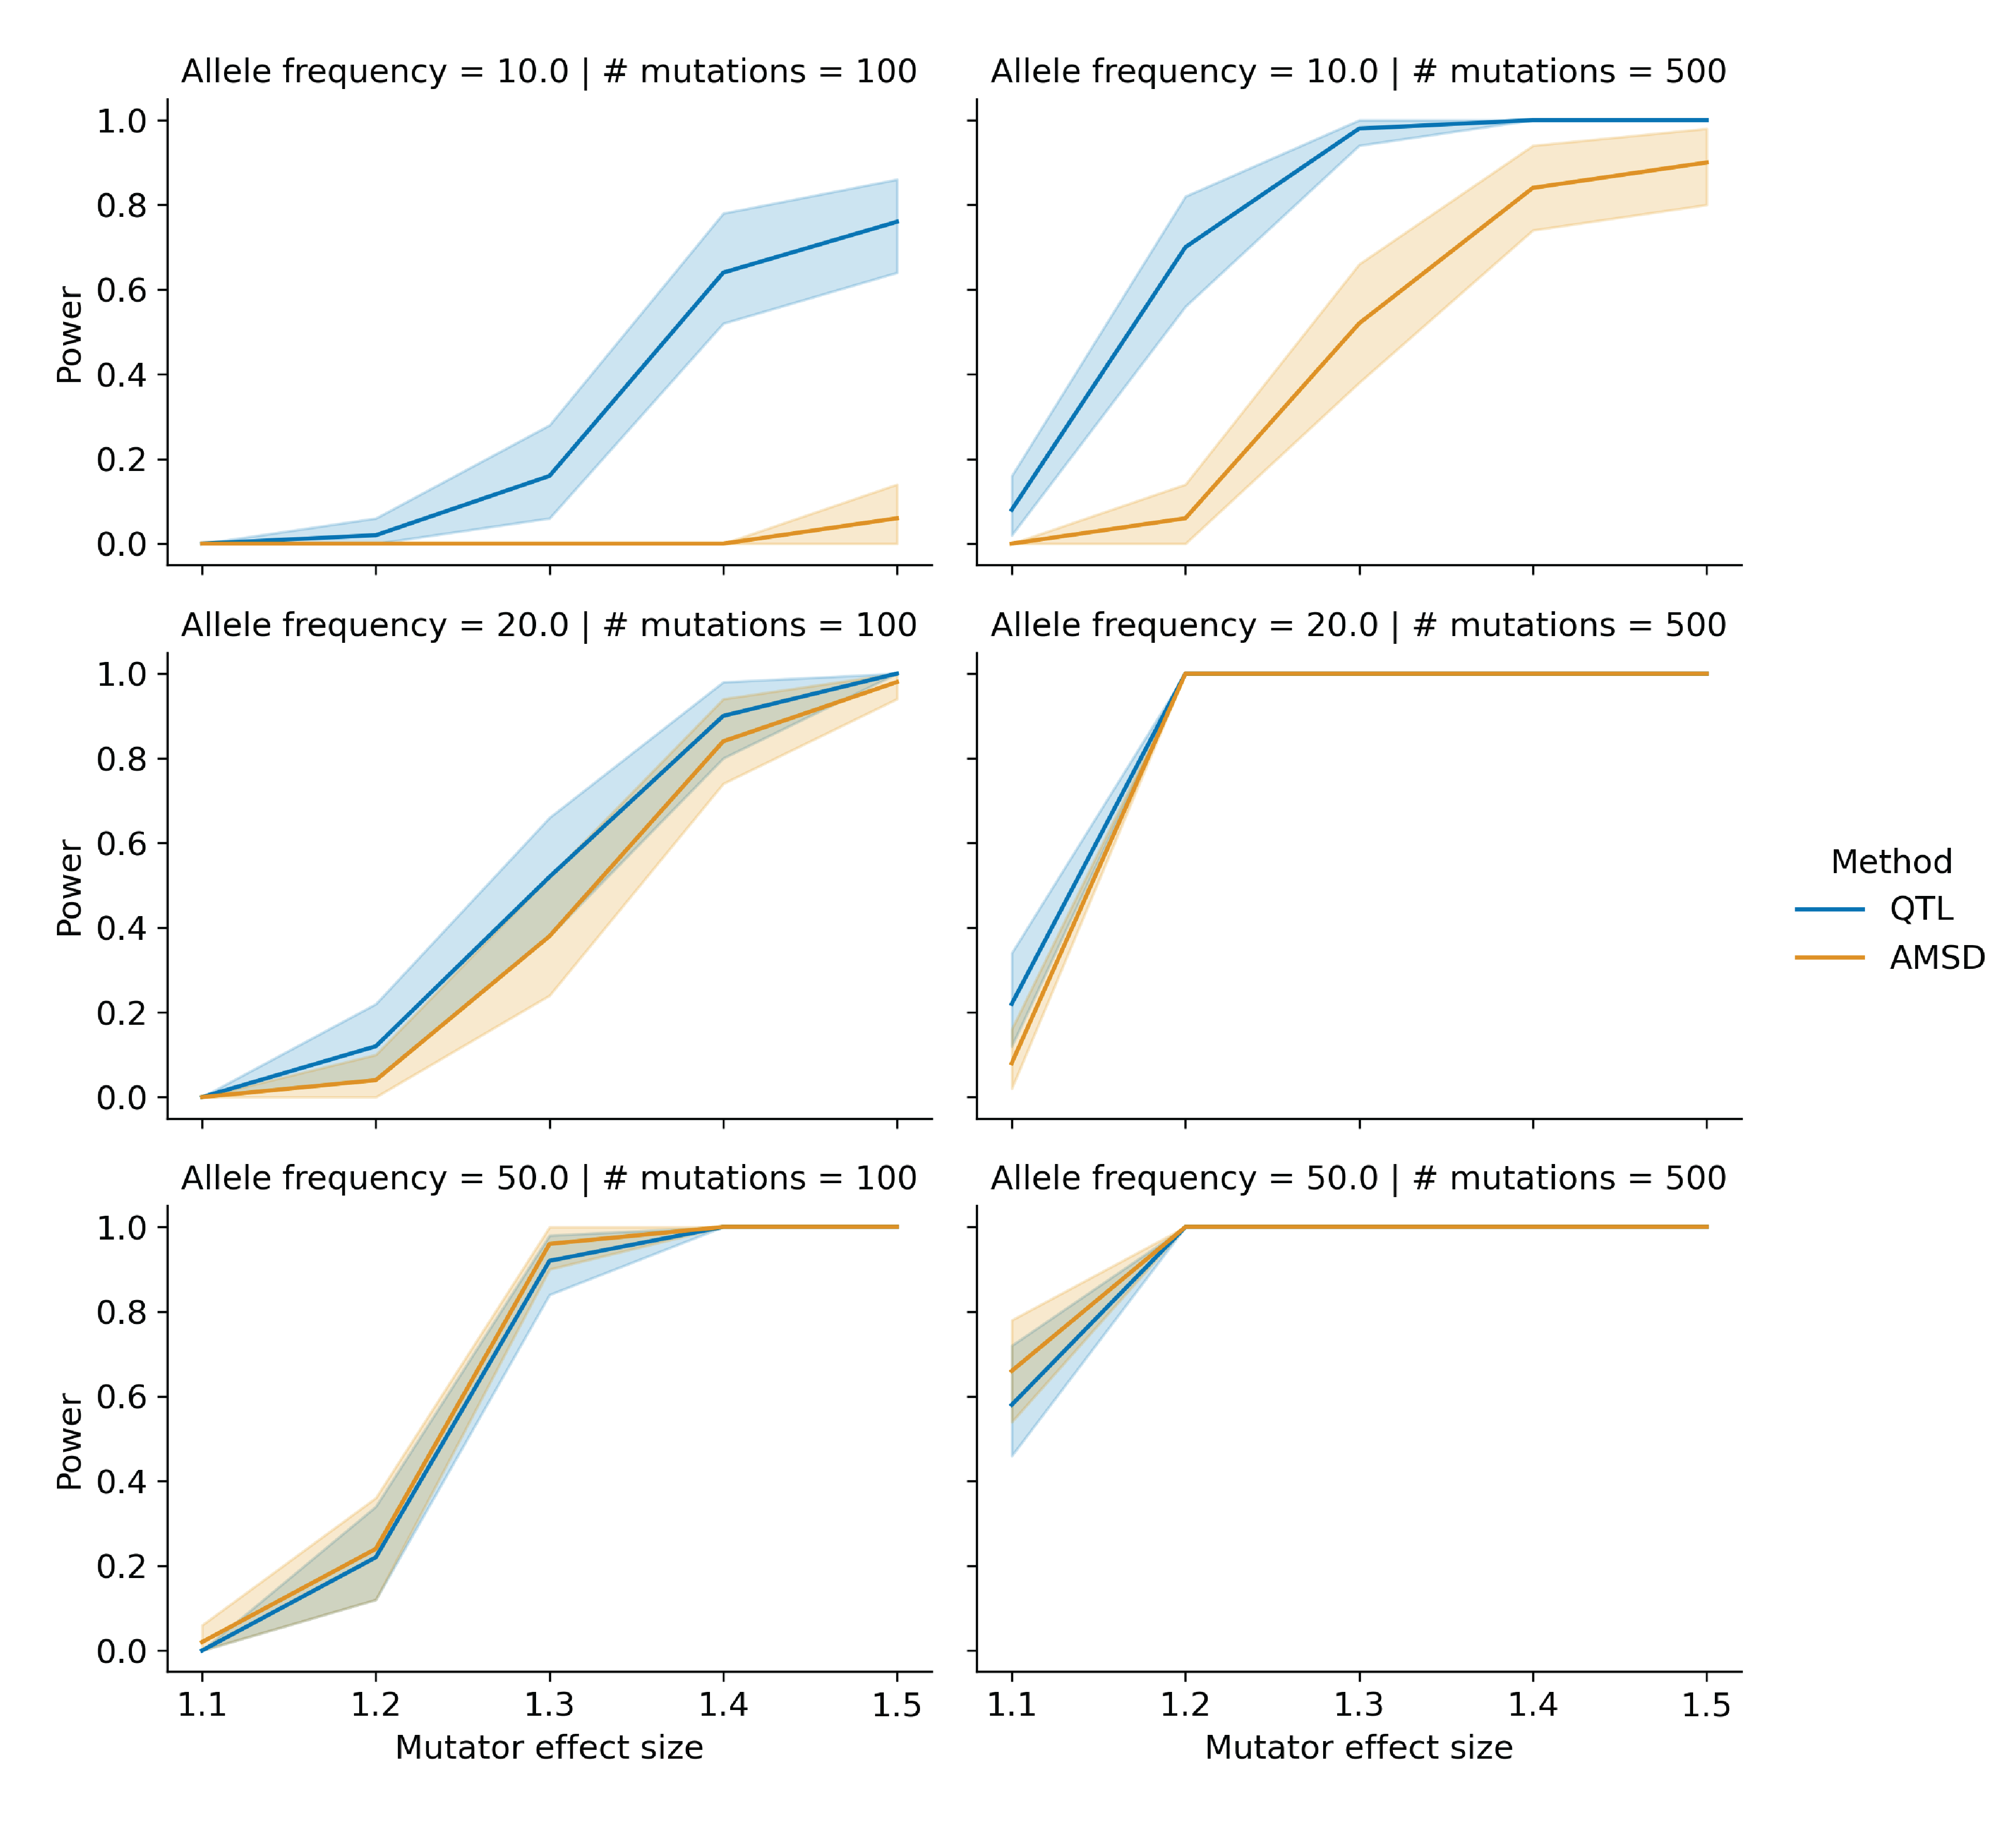 Allele frequency = 10.0 | # mutations = 100
Allele frequency = 10.0 | # mutations = 500
1.0
0.8
0.6
0.4
0.2
0.0
Power
Allele frequency = 20.0 | # mutations = 100
Allele frequency = 20.0 | # mutations = 500
1.0
0.8
0.6
0.4
0.2
0.0
Power
Method
QTL
AMSD
Allele frequency = 50.0 | # mutations = 100
Allele frequency = 50.0 | # mutations = 500
1.0
0.8
0.6
0.4
0.2
0.0
Power
1.1 1.2 1.3 1.4 1.5
1.1 1.2 1.3 1.4 1.5
Mutator effect size
Mutator effect size